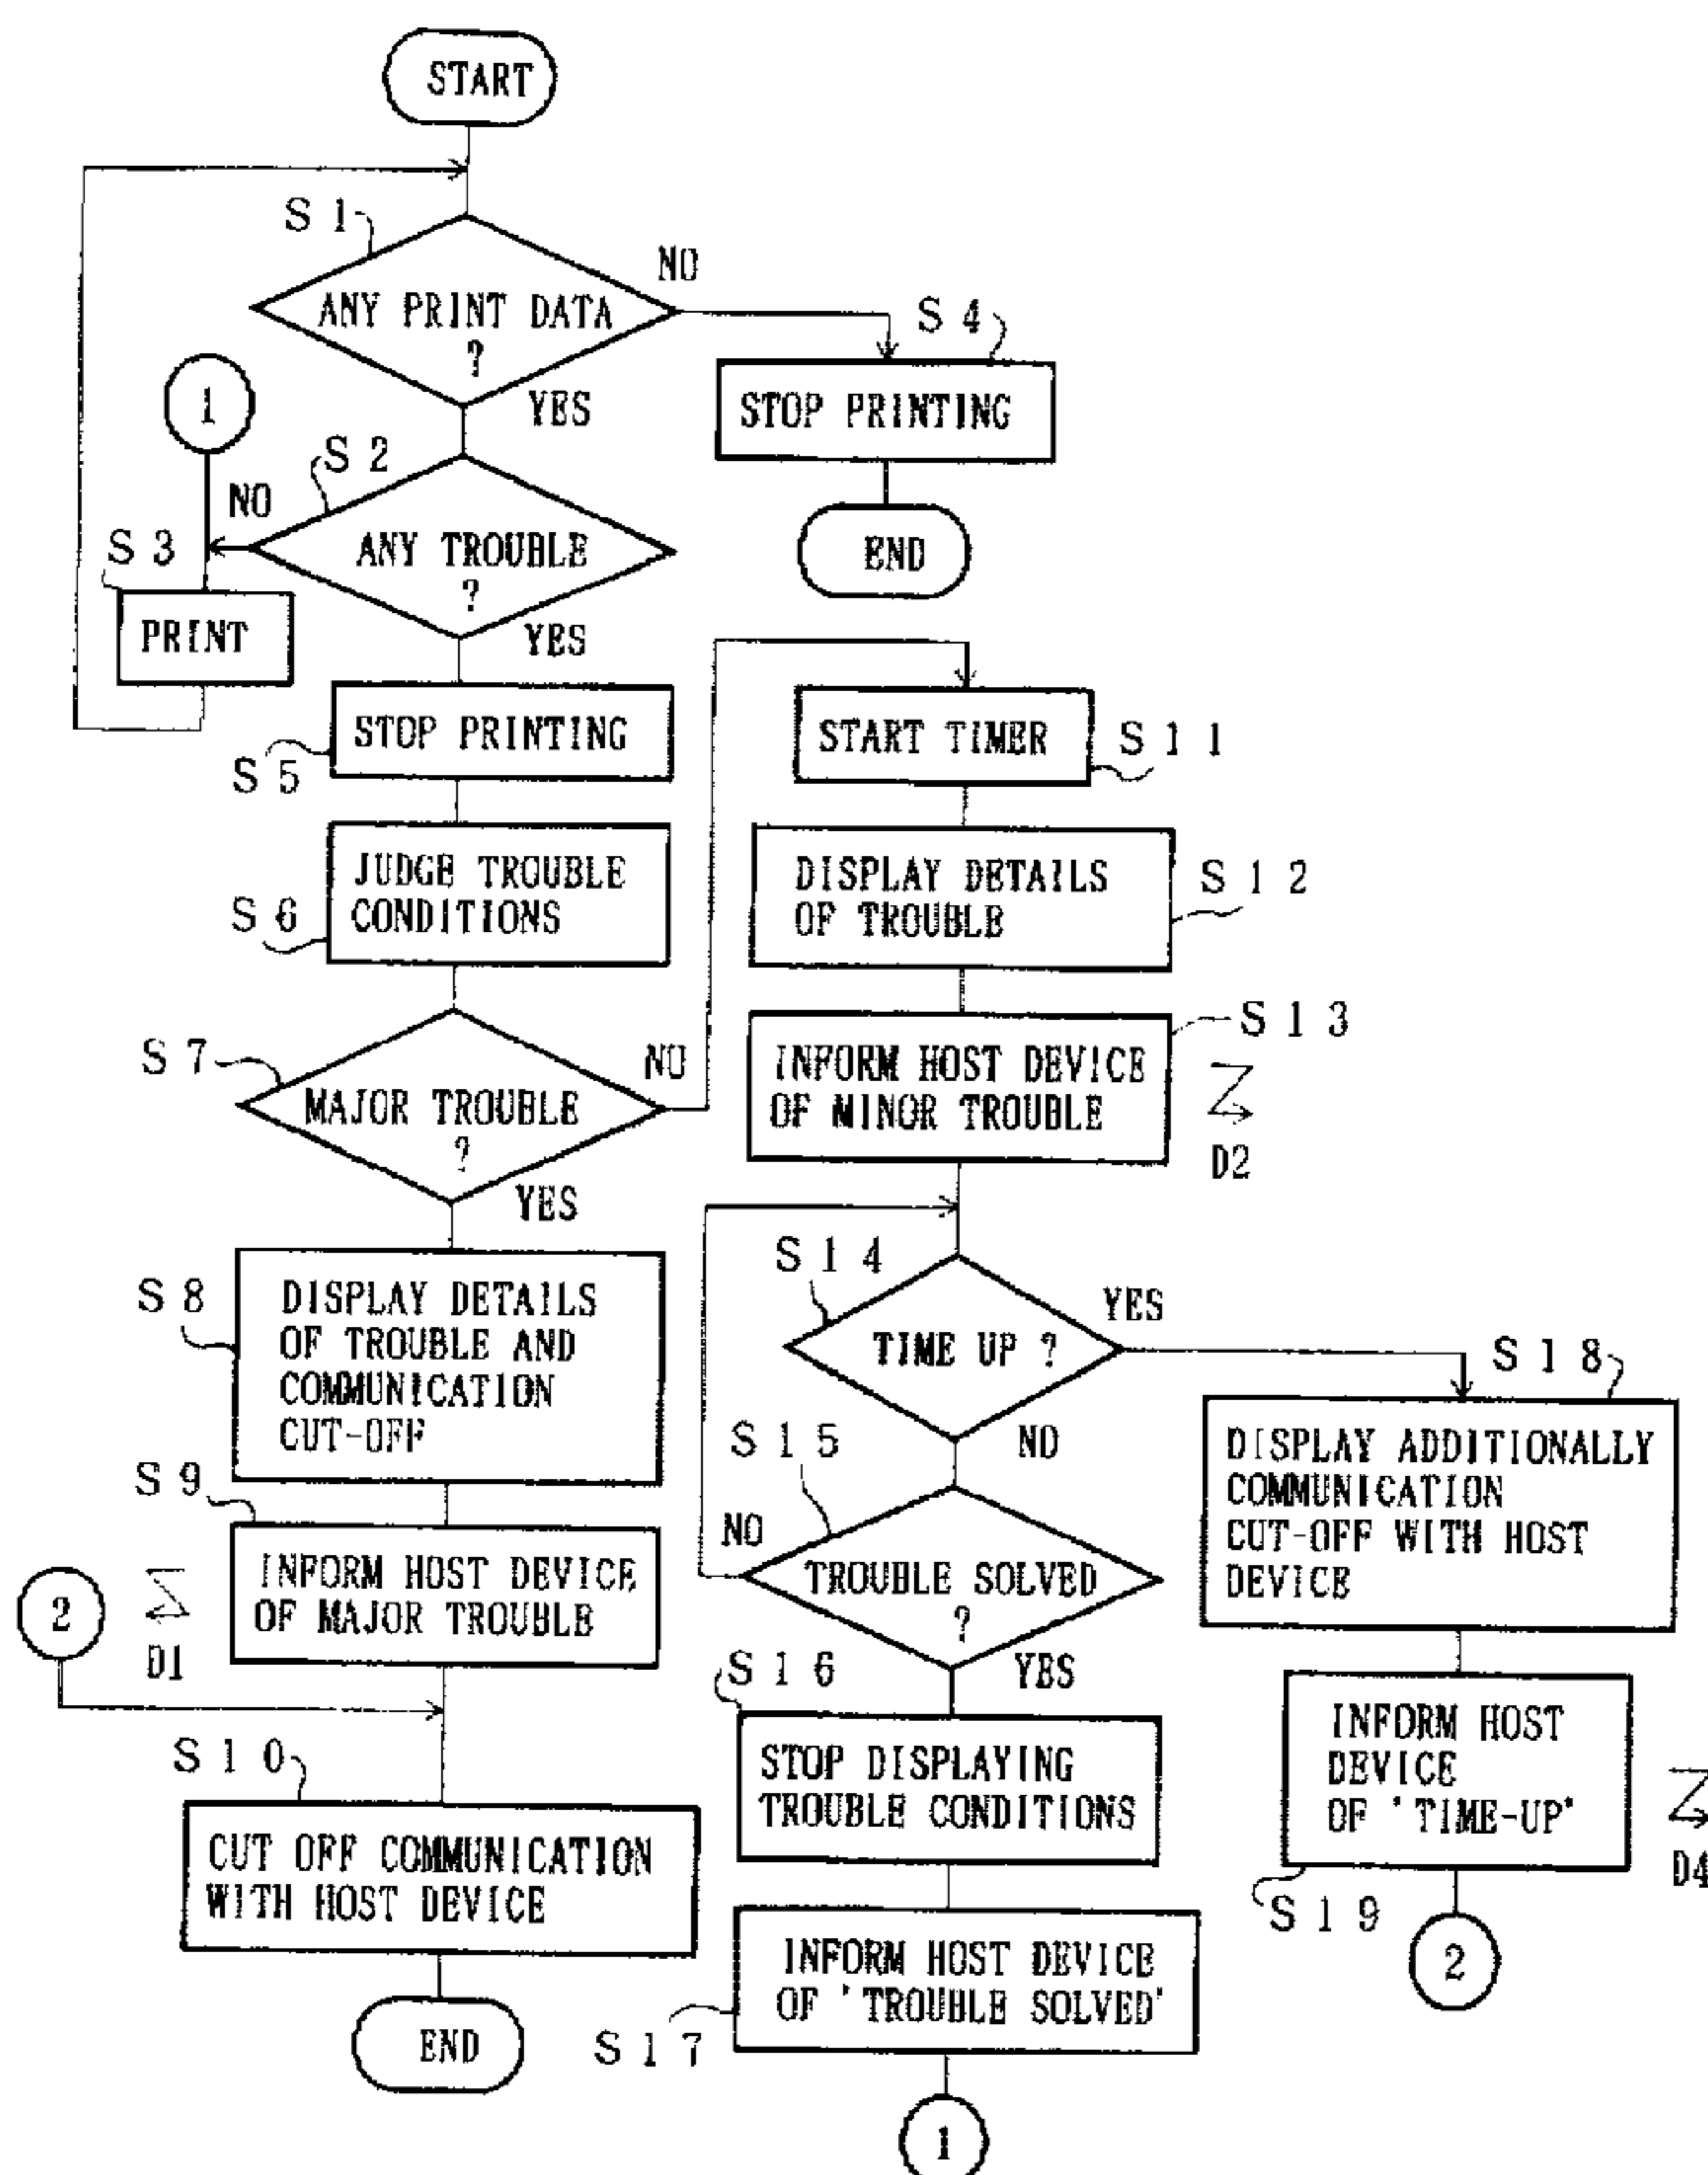 START
S 1
NO
ANY PRINT DATA
?
S 4
YES
STOP PRINTING
1
S 2
NO
END
S 3
ANY TROUBLE
?
PRINT
YES
STOP PRINTING
S 5
START TIMER
S 1 1
JUDGE TROUBLE
CONDITIONS
S 6
DISPLAY DETAILS
OF TROUBLE
S 1 2
S 7
NO
MAJOR TROUBLE
?
YES
S 1 3
INFORM HOST DEVICE
OF MINOR TROUBLE
D2
S 8
DISPLAY DETAILS
OF TROUBLE AND
COMMUNICATION
CUT-OFF
S 1 4
YES
TIME UP ?
NO
S 1 8
DISPLAY ADDITIONALLY
COMMUNICATION
CUT-OFF WITH HOST
DEVICE
S 9
INFORM HOST DEVICE
OF MAJOR TROUBLE
2
D1
S 1 5
NO
TROUBLE SOLVED
?
YES
S 1 6
STOP DISPLAYING
TROUBLE CONDITIONS
INFORM HOST
DEVICE
OF 'TIME-UP'
D4
S 1 9
2
S 1 0
CUT OFF COMMUNICATION
WITH HOST DEVICE
END
INFORM HOST DEVICE
OF 'TROUBLE SOLVED'
S 1 7
1